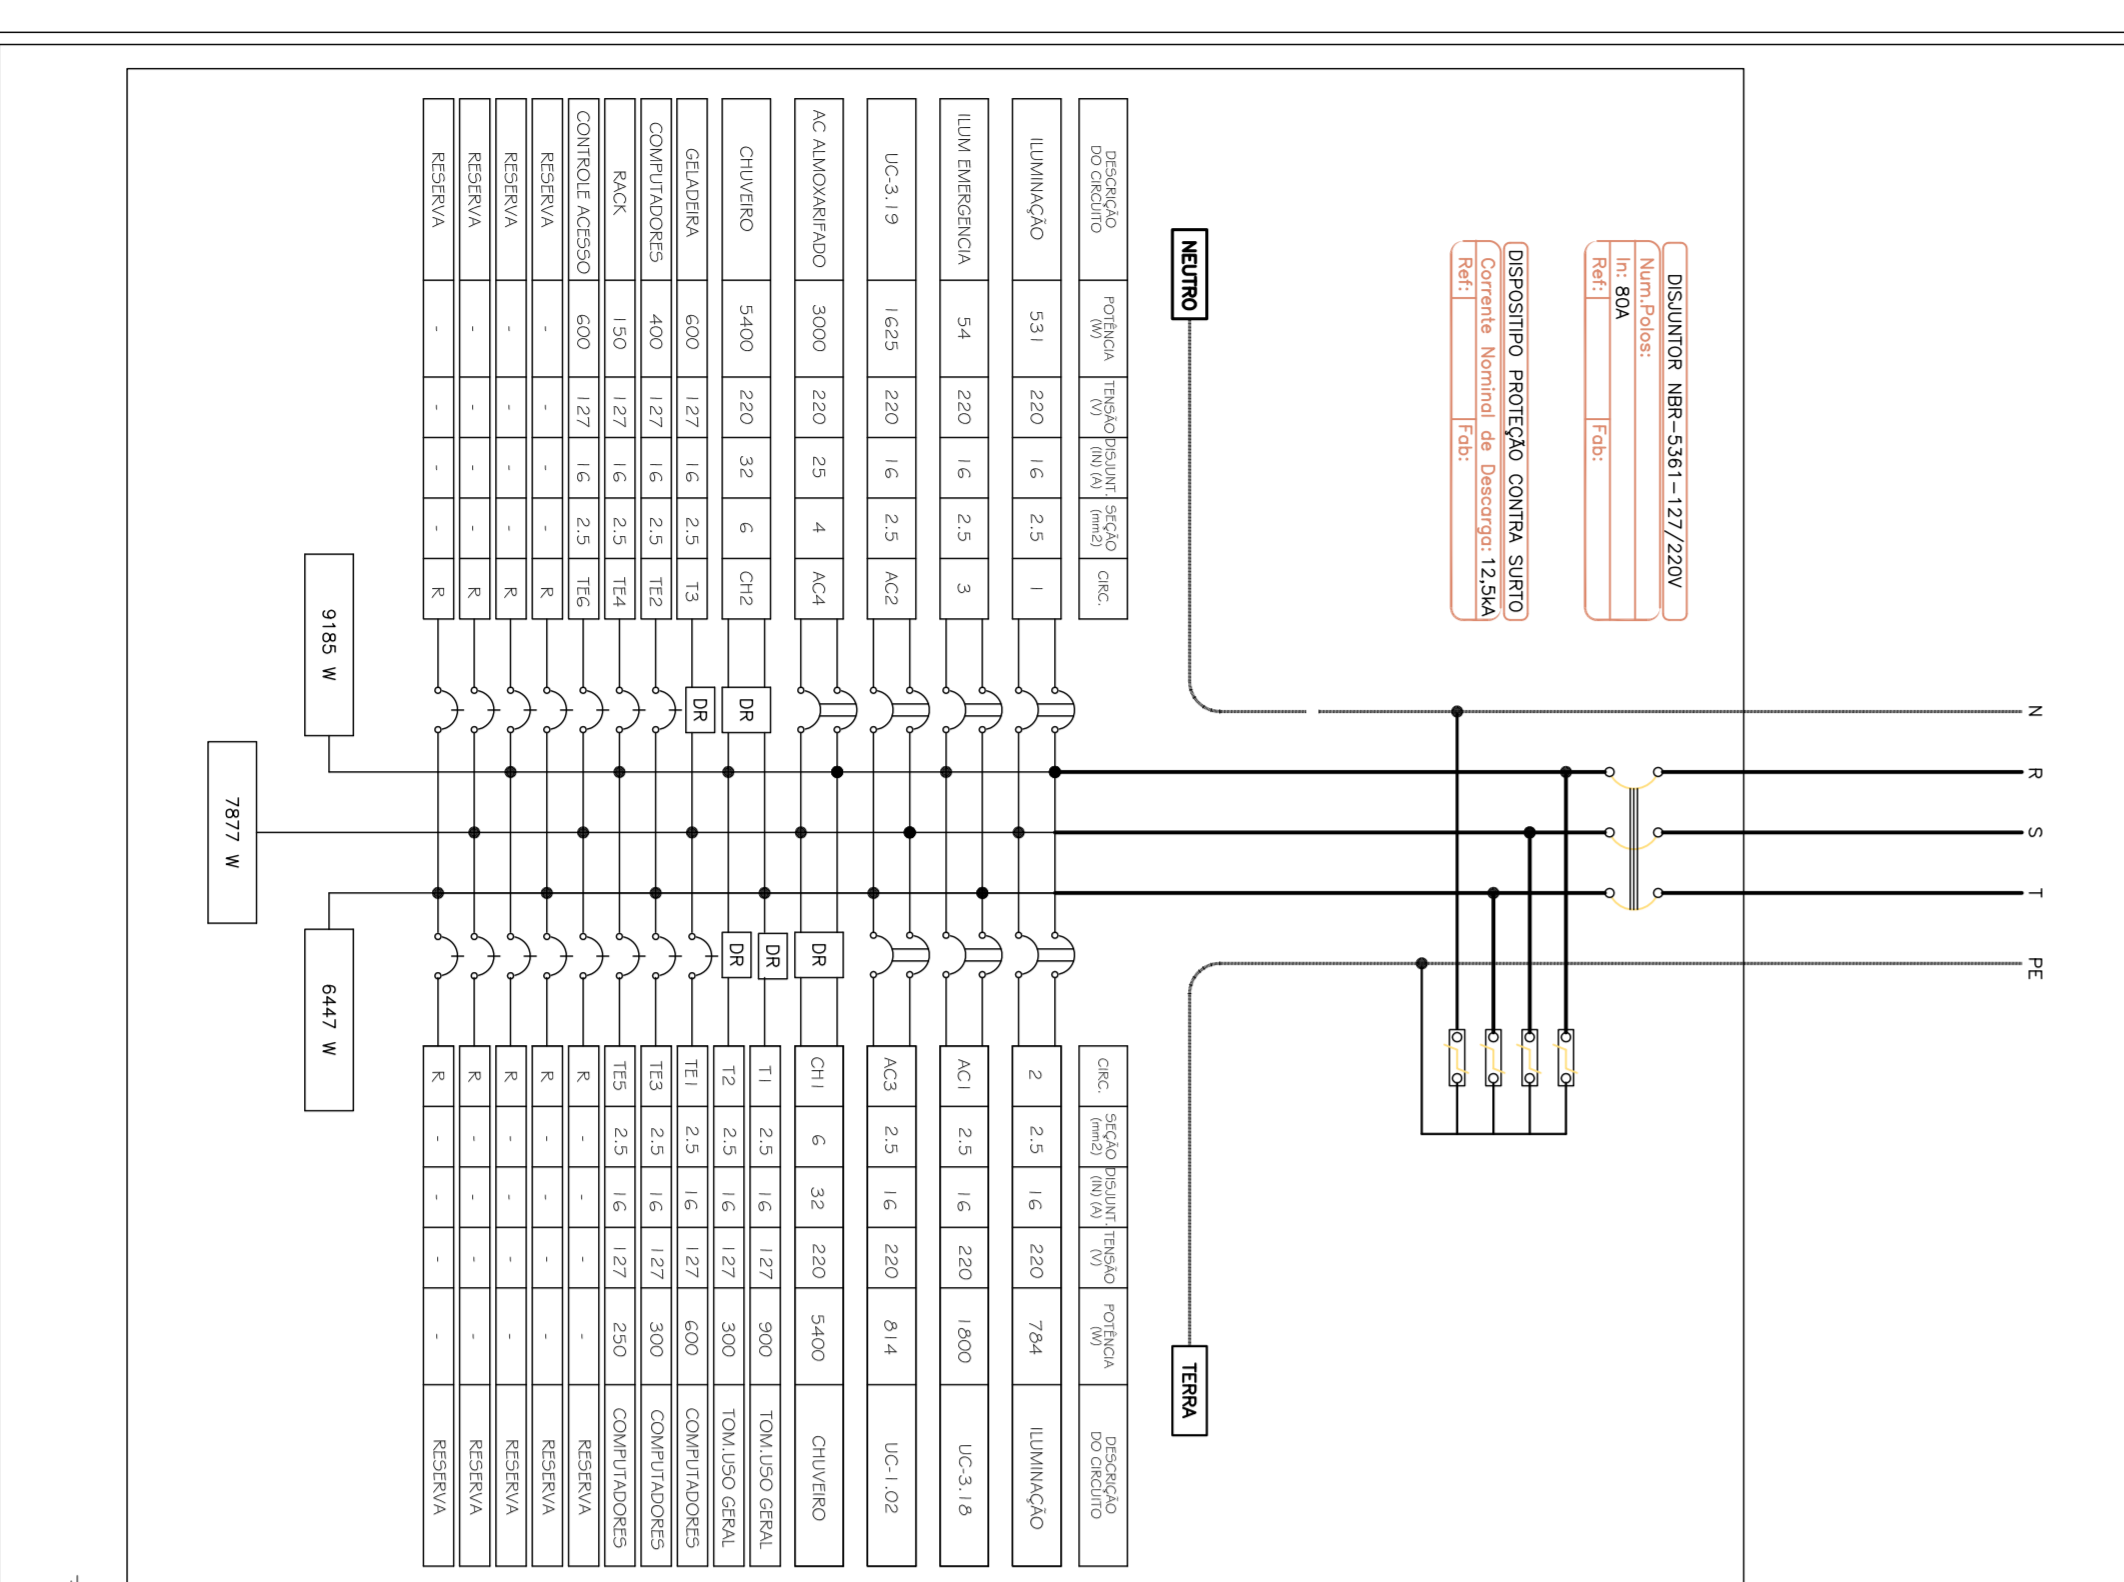 N R S T PE
DISJUNTOR NBR-5361-127/220V
Num.Polos:
In: 80A
Ref: Fab:
DISPOSITIPO PROTEÇÃO CONTRA SURTO
Corrente Nominal de Descarga: 12,5kA
Ref: Fab:
NEUTRO TERRA
DESCRIÇÃO DO CIRCUITO POTÊNCIA (W) TENSÃO (V) DISJUNT. (IN) (A) SEÇÃO (mm2) CIRC. CIRC. SEÇÃO (mm2) DISJUNT. (IN) (A) TENSÃO (V) POTÊNCIA (W) DESCRIÇÃO DO CIRCUITO
ILUMINAÇÃO 531 220 16 2.5 1 2 2.5 16 220 784 ILUMINAÇÃO
ILUM EMERGENCIA 54 220 16 2.5 3 AC1 2.5 16 220 1800 UC-3.18
UC-3.19 1625 220 16 2.5 AC2 AC3 2.5 16 220 814 UC-1.02
AC ALMOXARIFADO 3000 220 25 4 AC4 DR CH1 6 32 220 5400 CHUVEIRO
CHUVEIRO 5400 220 32 6 CH2 DR DR T1 2.5 16 127 900 TOM.USO GERAL
DR T2 2.5 16 127 300 TOM.USO GERAL
GELADEIRA 600 127 16 2.5 T3 DR TE1 2.5 16 127 600 COMPUTADORES
COMPUTADORES 400 127 16 2.5 TE2 TE3 2.5 16 127 300 COMPUTADORES
RACK 150 127 16 2.5 TE4 TE5 2.5 16 127 250 COMPUTADORES
CONTROLE ACESSO 600 127 16 2.5 TE6 R - - - - RESERVA
RESERVA - - - - R R - - - - RESERVA
RESERVA - - - - R R - - - - RESERVA
RESERVA - - - - R R - - - - RESERVA
RESERVA - - - - R R - - - - RESERVA
9185 W 6447 W
7877 W